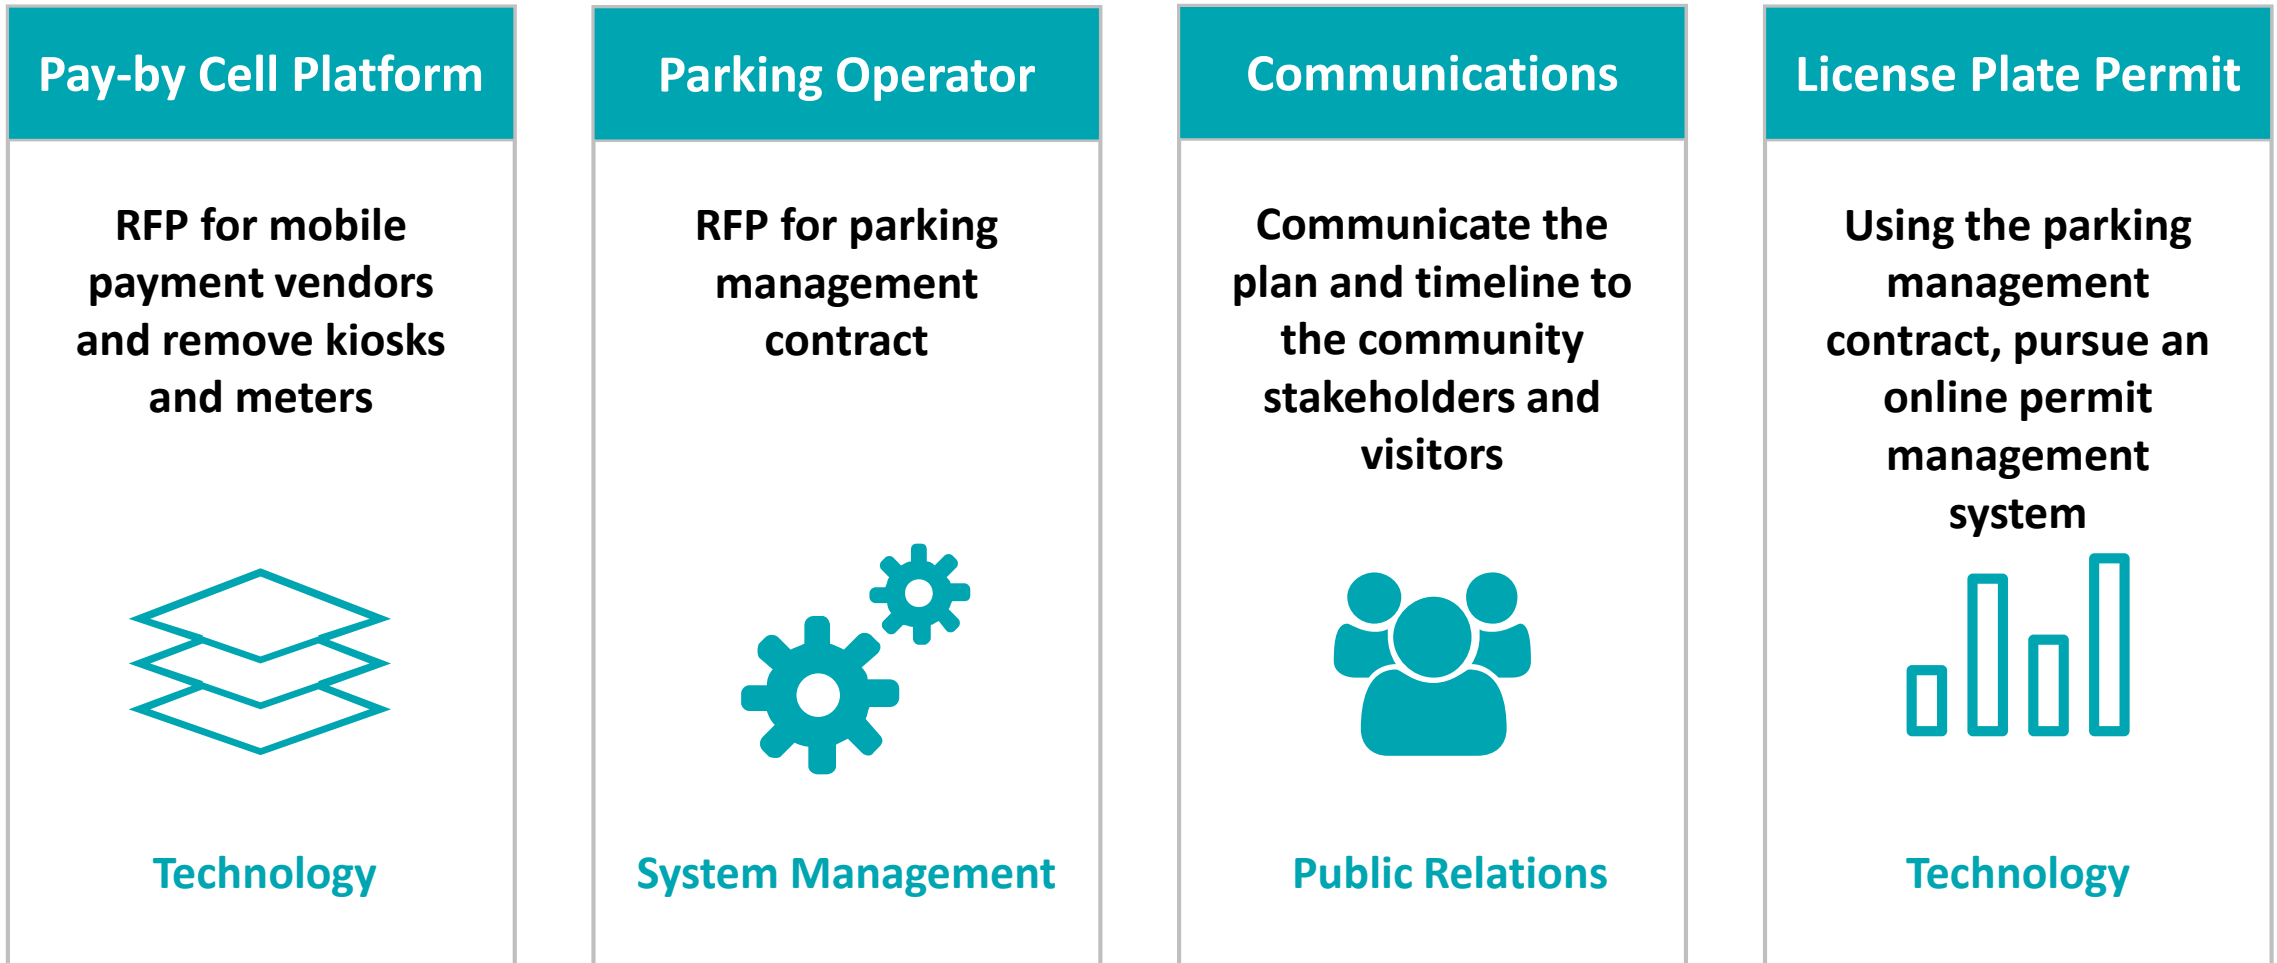 Pay-by Cell Platform
RFP for mobile
payment vendors
and remove kiosks
and meters
Technology
Parking Operator
RFP for parking
management
contract
System Management
Communications
Communicate the
plan and timeline to
the community
stakeholders and
visitors
Public Relations
License Plate Permit
Using the parking
management
contract, pursue an
online permit
management
system
Technology